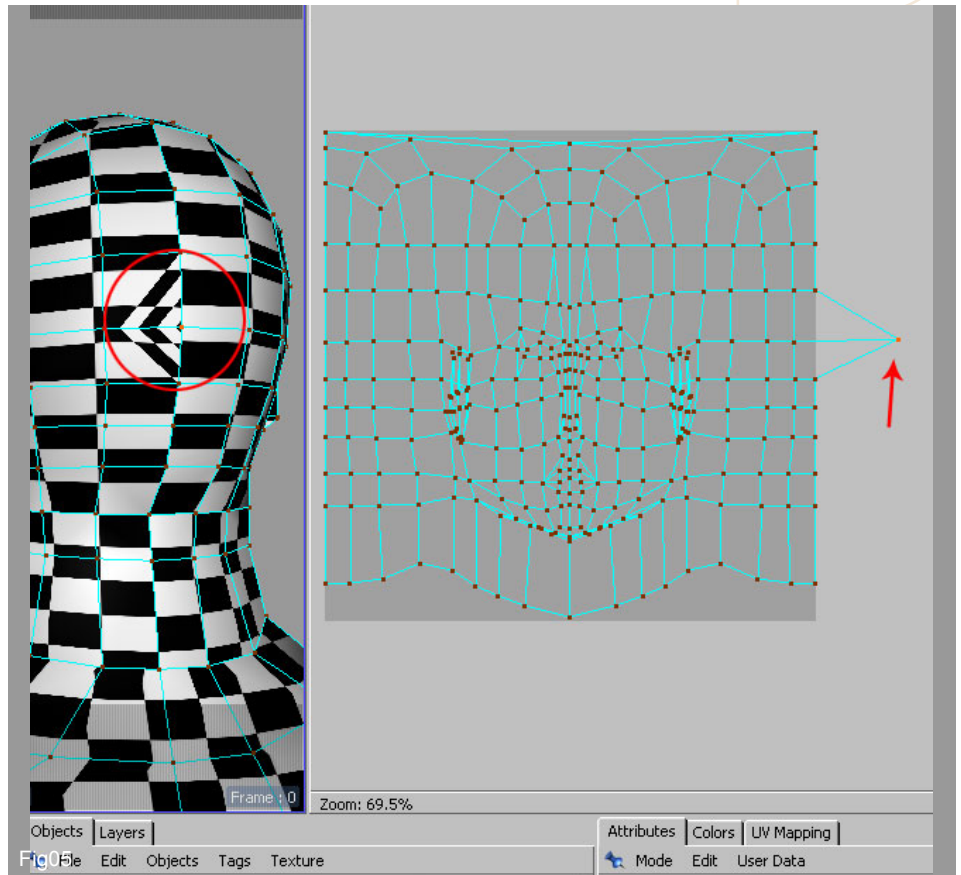 Frame : 0
Zoom: 69.5%
Objects Layers
Attributes Colors UV Mapping
Fig05
File Edit Objects Tags Texture
Mode Edit User Data